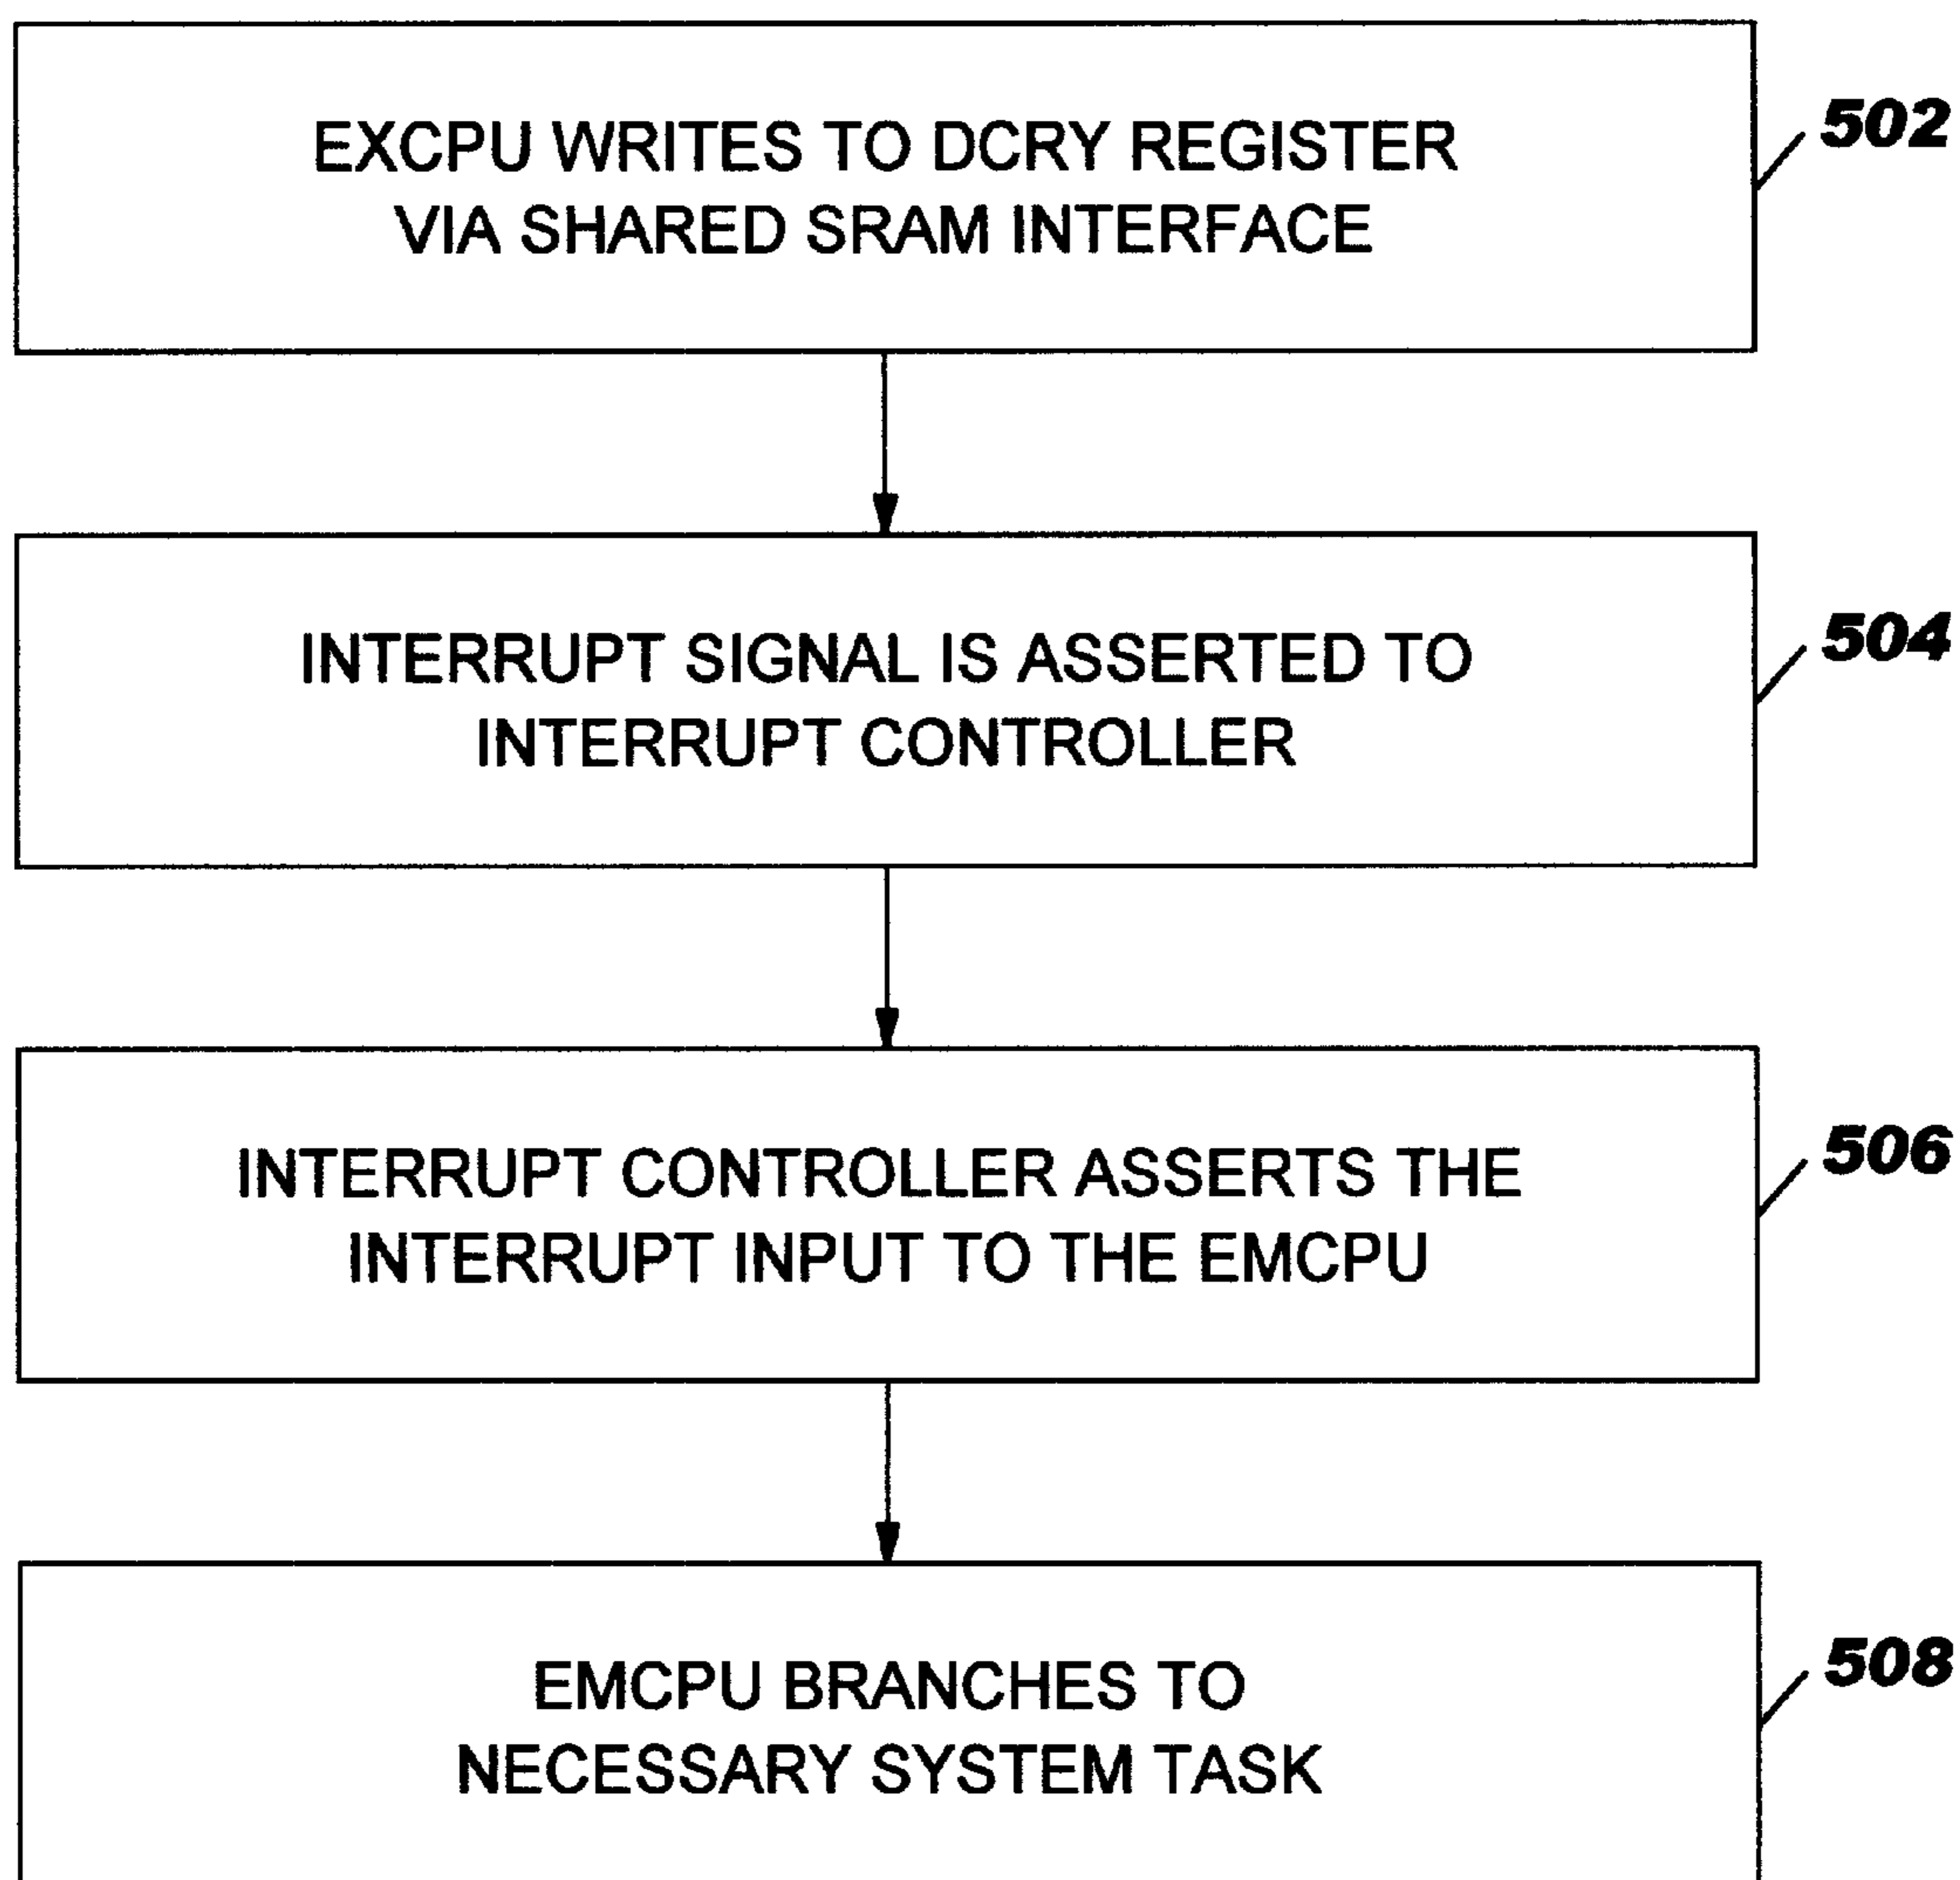 EXCPU WRITES TO DCRY REGISTER
VIA SHARED SRAM INTERFACE
502
INTERRUPT SIGNAL IS ASSERTED TO
INTERRUPT CONTROLLER
504
INTERRUPT CONTROLLER ASSERTS THE
INTERRUPT INPUT TO THE EMCPU
506
EMCPU BRANCHES TO
NECESSARY SYSTEM TASK
508